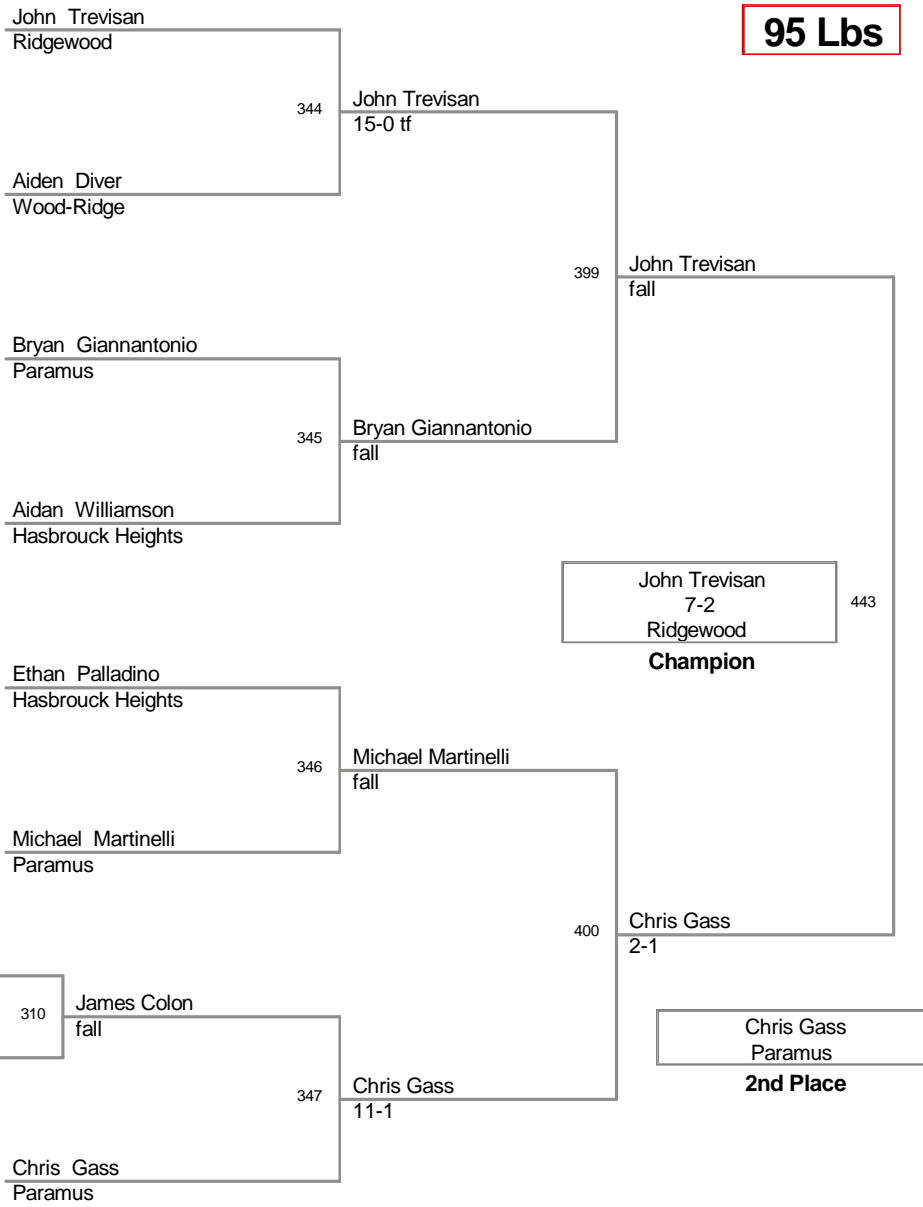 John Trevisan
Ridgewood
95 Lbs
344
John Trevisan
15-0 tf
Aiden Diver
Wood-Ridge
399
John Trevisan
fall
Bryan Giannantonio
Paramus
345
Bryan Giannantonio
fall
Aidan Williamson
Hasbrouck Heights
John Trevisan
7-2
Ridgewood
443
Champion
Ethan Palladino
Hasbrouck Heights
346
Michael Martinelli
fall
Michael Martinelli
Paramus
400
Chris Gass
2-1
310
James Colon
fall
Chris Gass
Paramus
2nd Place
347
Chris Gass
11-1
Chris Gass
Paramus